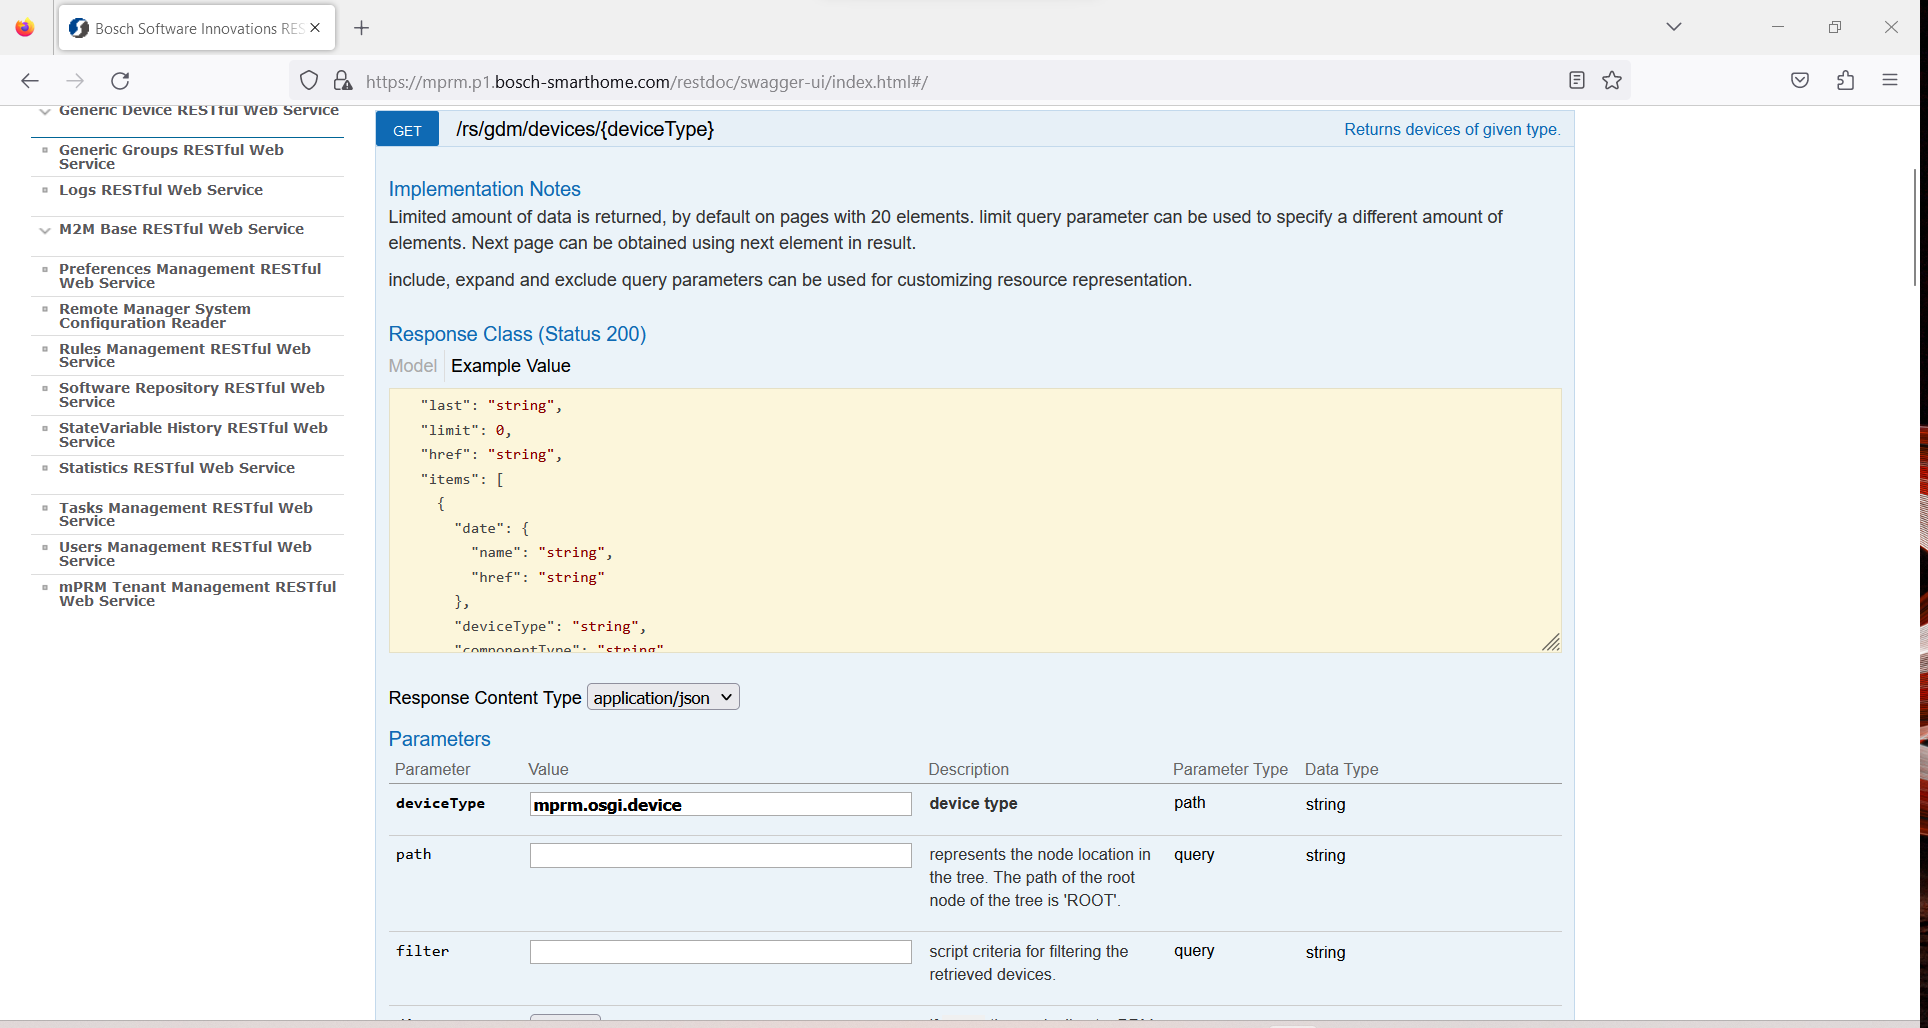 Bosch Software Innovations RES
https://mprm.p1.bosch-smarthome.com/restdoc/swagger-ui/index.html#/
Generic Device RESTful Web Service
Generic Groups RESTful Web
Service
Logs RESTful Web Service
M2M Base RESTful Web Service
Preferences Management RESTful
Web Service
Remote Manager System
Configuration Reader
Rules Management RESTful Web
Service
Software Repository RESTful Web
Service
StateVariable History RESTful Web
Service
Statistics RESTful Web Service
Tasks Management RESTful Web
Service
Users Management RESTful Web
Service
mPRM Tenant Management RESTful
Web Service
GET /rs/gdm/devices/{deviceType} Returns devices of given type.
Implementation Notes
Limited amount of data is returned, by default on pages with 20 elements. limit query parameter can be used to specify a different amount of
elements. Next page can be obtained using next element in result.
include, expand and exclude query parameters can be used for customizing resource representation.
Response Class (Status 200)
Model Example Value
"last": "string",
"limit": 0,
"href": "string",
"items": [
{
"date": {
"name": "string",
"href": "string"
},
"deviceType": "string",
"componentType": "string"
Response Content Type application/json
Parameters
Parameter Value Description Parameter Type Data Type
deviceType mprm.osgi.device device type path string
path represents the node location in query string
the tree. The path of the root
node of the tree is 'ROOT'.
filter script criteria for filtering the query string
retrieved devices.